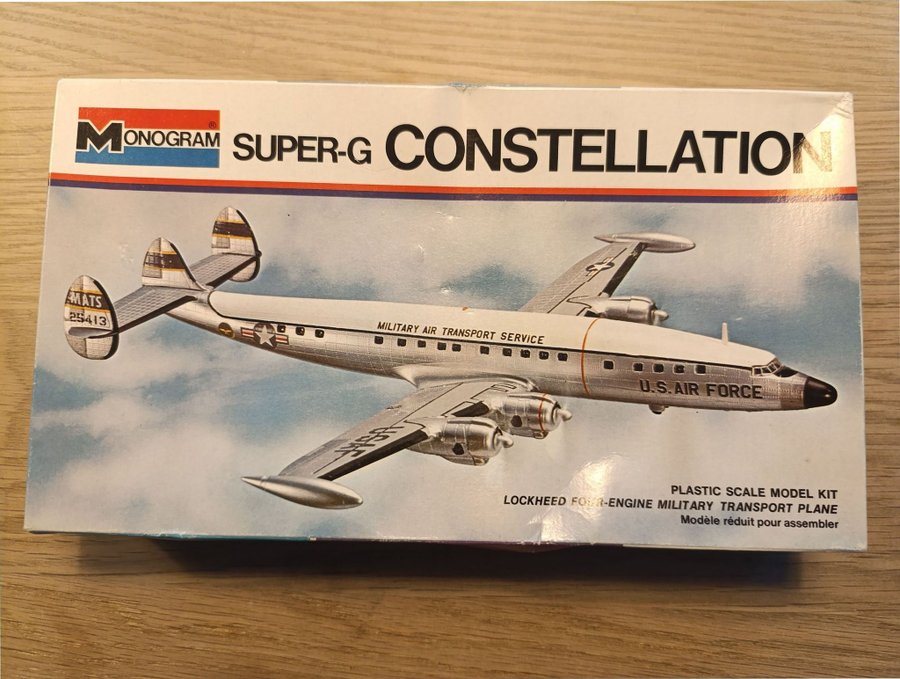 MONOGRAM®
SUPER-G CONSTELLATION
MATS
25413
MILITARY AIR TRANSPORT SERVICE
U.S. AIR FORCE
USAF
PLASTIC SCALE MODEL KIT
LOCKHEED FOUR-ENGINE MILITARY TRANSPORT PLANE
Modèle réduit pour assembler